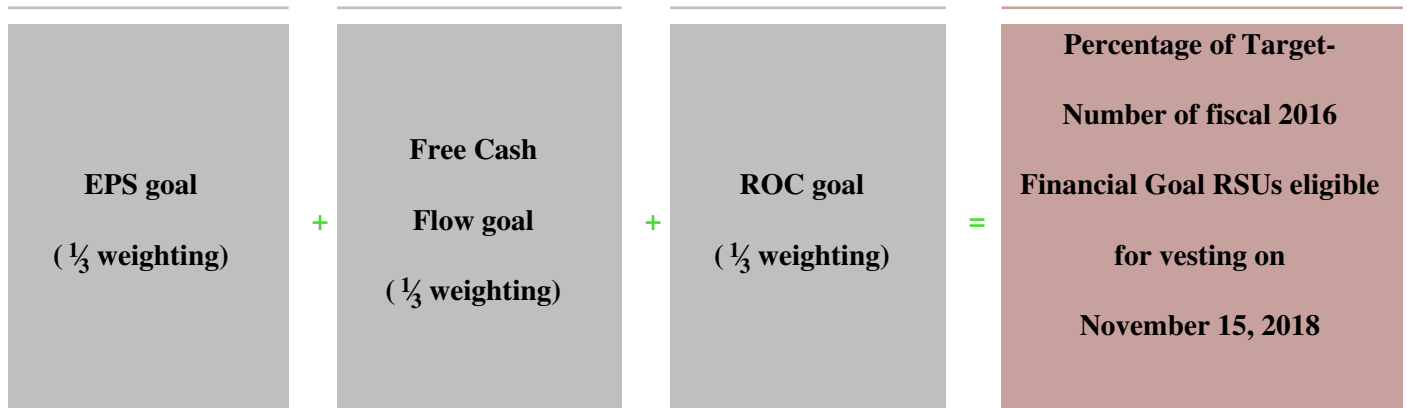 EPS goal
( ⅓ weighting)
+
Free Cash
Flow goal
( ⅓ weighting)
+
ROC goal
( ⅓ weighting)
=
Percentage of Target-
Number of fiscal 2016
Financial Goal RSUs eligible
for vesting on
November 15, 2018